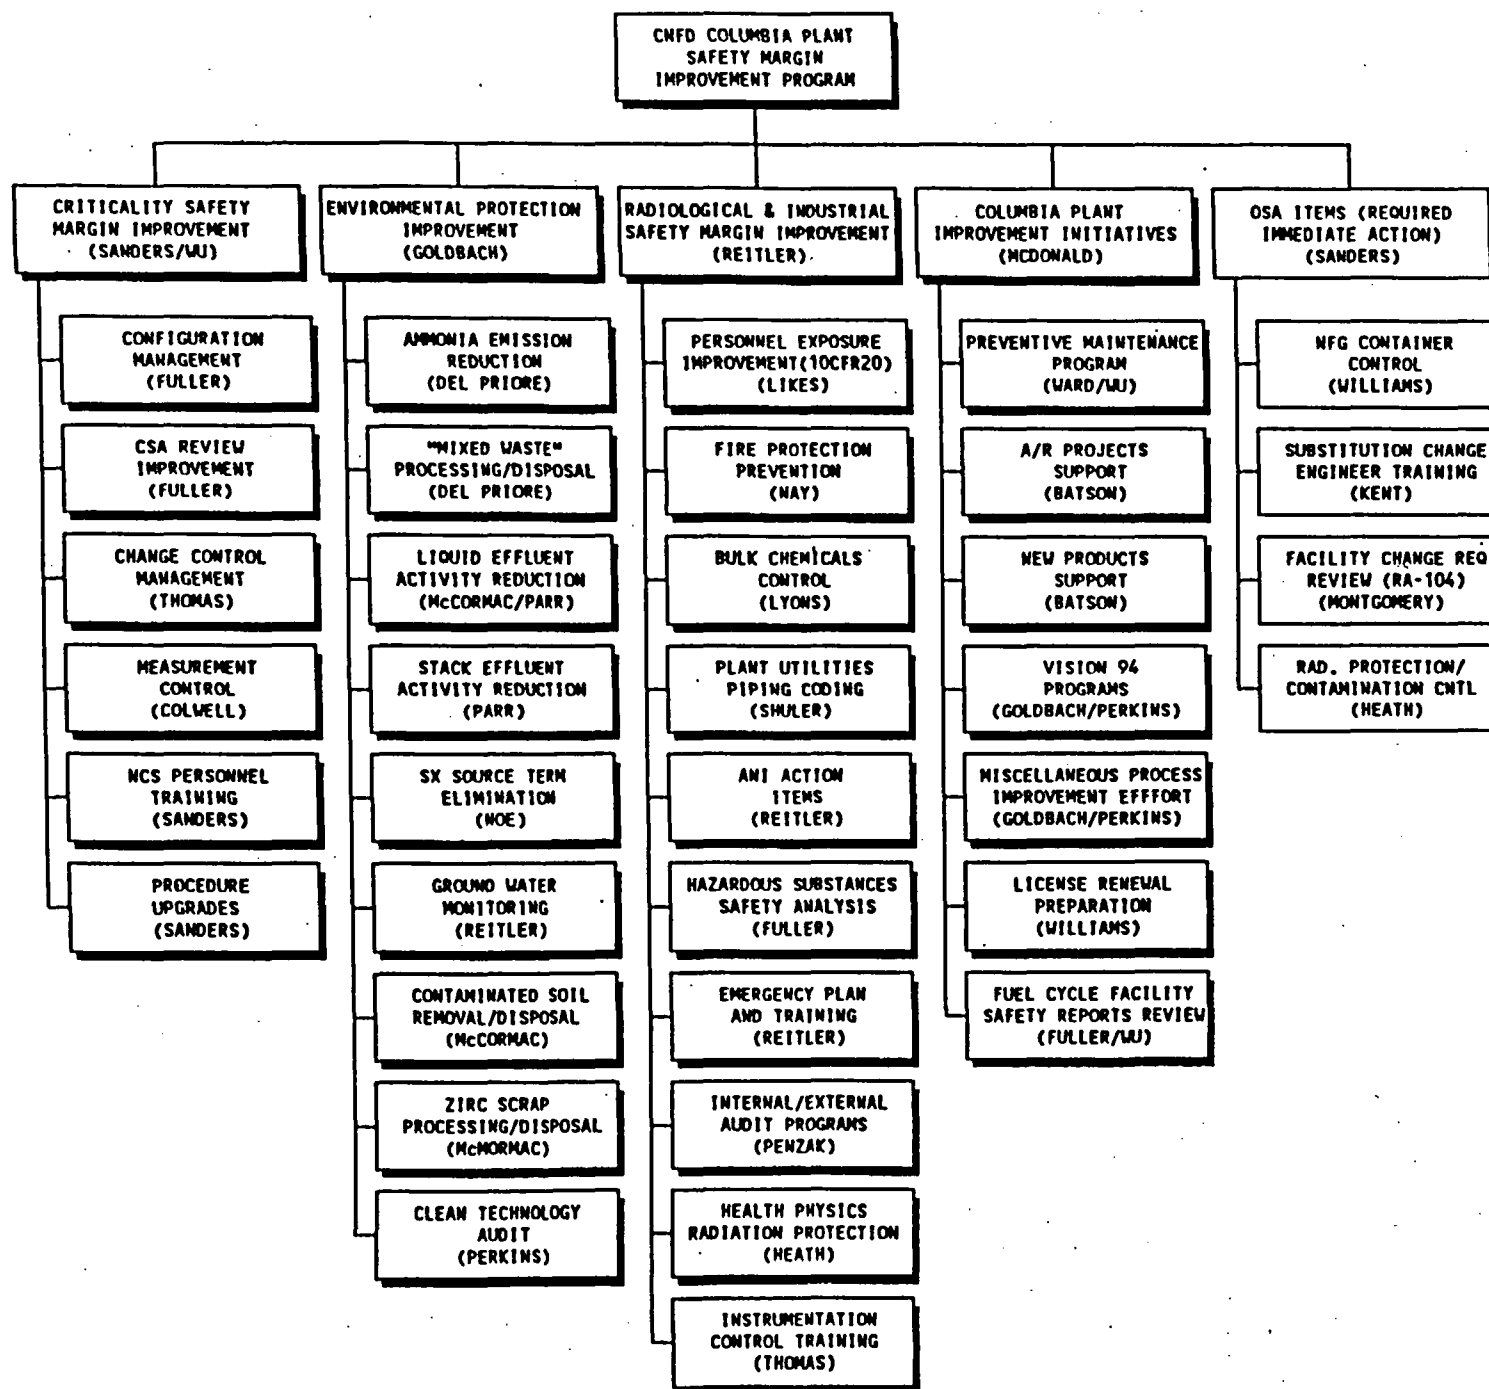 CNFD COLUMBIA PLANT
SAFETY MARGIN
IMPROVEMENT PROGRAM
CRITICALITY SAFETY
MARGIN IMPROVEMENT
(SANDERS/WU)
CONFIGURATION
MANAGEMENT
(FULLER)
CSA REVIEW
IMPROVEMENT
(FULLER)
CHANGE CONTROL
MANAGEMENT
(THOMAS)
MEASUREMENT
CONTROL
(COLWELL)
NCS PERSONNEL
TRAINING
(SANDERS)
PROCEDURE
UPGRADES
(SANDERS)
ENVIRONMENTAL PROTECTION
IMPROVEMENT
(GOLDBACH)
AMMONIA EMISSION
REDUCTION
(DEL PRIORE)
"MIXED WASTE"
PROCESSING/DISPOSAL
(DEL PRIORE)
LIQUID EFFLUENT
ACTIVITY REDUCTION
(McCORMAC/PARR)
STACK EFFLUENT
ACTIVITY REDUCTION
(PARR)
SX SOURCE TERM
ELIMINATION
(NOE)
GROUND WATER
MONITORING
(REITLER)
CONTAMINATED SOIL
REMOVAL/DISPOSAL
(McCORMAC)
ZIRC SCRAP
PROCESSING/DISPOSAL
(McMORMAC)
CLEAN TECHNOLOGY
AUDIT
(PERKINS)
RADIOLOGICAL & INDUSTRIAL
SAFETY MARGIN IMPROVEMENT
(REITLER)
PERSONNEL EXPOSURE
IMPROVEMENT(10CFR20)
(LIKES)
FIRE PROTECTION
PREVENTION
(NAY)
BULK CHEMICALS
CONTROL
(LYONS)
PLANT UTILITIES
PIPING CODING
(SHULER)
ANI ACTION
ITEMS
(REITLER)
HAZARDOUS SUBSTANCES
SAFETY ANALYSIS
(FULLER)
EMERGENCY PLAN
AND TRAINING
(REITLER)
INTERNAL/EXTERNAL
AUDIT PROGRAMS
(PENZAK)
HEALTH PHYSICS
RADIATION PROTECTION
(HEATH)
INSTRUMENTATION
CONTROL TRAINING
(THOMAS)
COLUMBIA PLANT
IMPROVEMENT INITIATIVES
(MCDONALD)
PREVENTIVE MAINTENANCE
PROGRAM
(WARD/WU)
A/R PROJECTS
SUPPORT
(BATSON)
NEW PRODUCTS
SUPPORT
(BATSON)
VISION 94
PROGRAMS
(GOLDBACH/PERKINS)
MISCELLANEOUS PROCESS
IMPROVEMENT EFFFORT
(GOLDBACH/PERKINS)
LICENSE RENEWAL
PREPARATION
(WILLIAMS)
FUEL CYCLE FACILITY
SAFETY REPORTS REVIEW
(FULLER/WU)
OSA ITEMS (REQUIRED
IMMEDIATE ACTION)
(SANDERS)
NFG CONTAINER
CONTROL
(WILLIAMS)
SUBSTITUTION CHANGE
ENGINEER TRAINING
(KENT)
FACILITY CHANGE REQ
REVIEW (RA-104)
(MONTGOMERY)
RAD. PROTECTION/
CONTAMINATION CNTL
(HEATH)